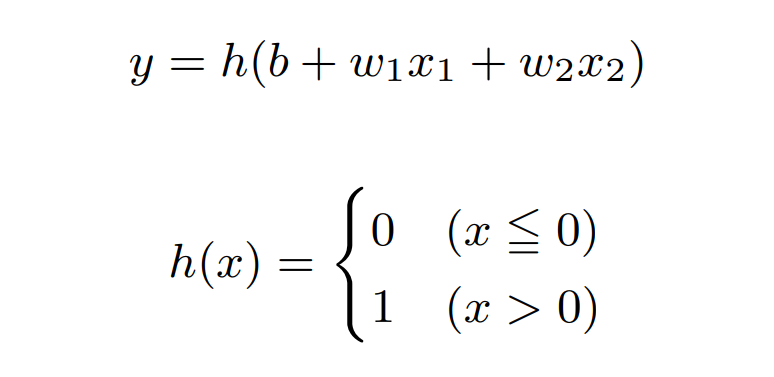 y = h(b + w₁x₁ + w₂x₂)
h(x) = { 0 (x ≦ 0)
1 (x > 0)